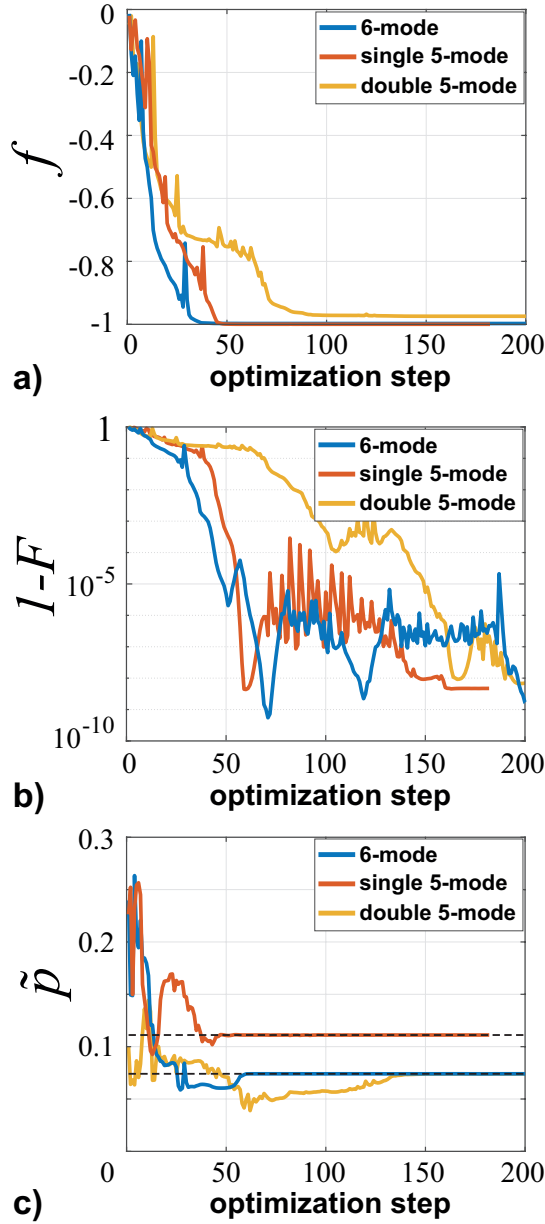 0
-0.2
-0.4
-0.6
-0.8
-1
f
6-mode
single 5-mode
double 5-mode
0 50 100 150 200
optimization step
a)
1
10^-5
10^-10
1-F
6-mode
single 5-mode
double 5-mode
0 50 100 150 200
optimization step
b)
0.3
0.2
0.1
0
p̃
6-mode
single 5-mode
double 5-mode
0 50 100 150 200
optimization step
c)